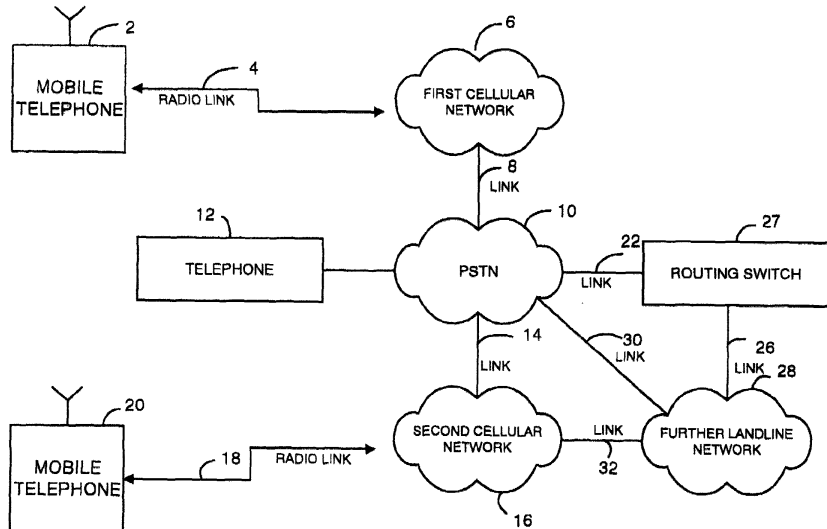 2
MOBILE
TELEPHONE
4
RADIO LINK
6
FIRST CELLULAR
NETWORK
8
LINK
12
TELEPHONE
10
PSTN
22
LINK
27
ROUTING SWITCH
14
LINK
30
LINK
26
LINK
28
20
MOBILE
TELEPHONE
18
RADIO LINK
SECOND CELLULAR
NETWORK
16
LINK
32
FURTHER LANDLINE
NETWORK